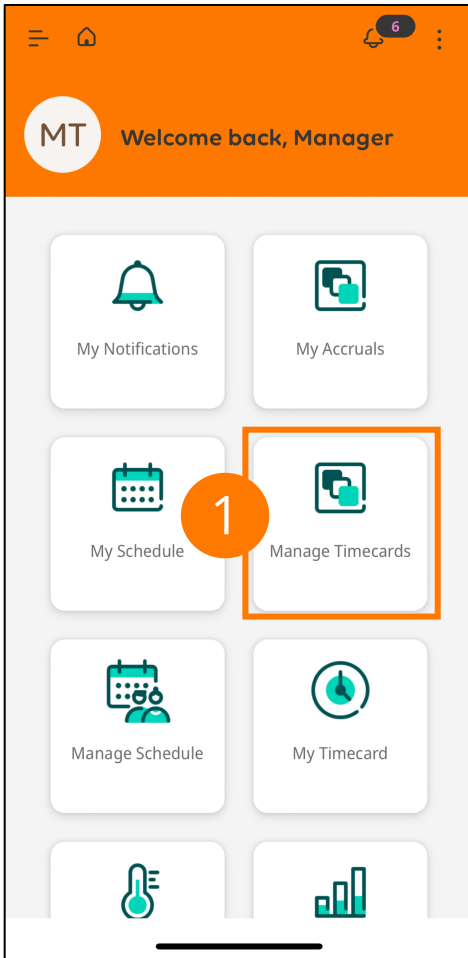 6
MT
Welcome back, Manager
My Notifications
My Accruals
My Schedule
1
Manage Timecards
Manage Schedule
My Timecard